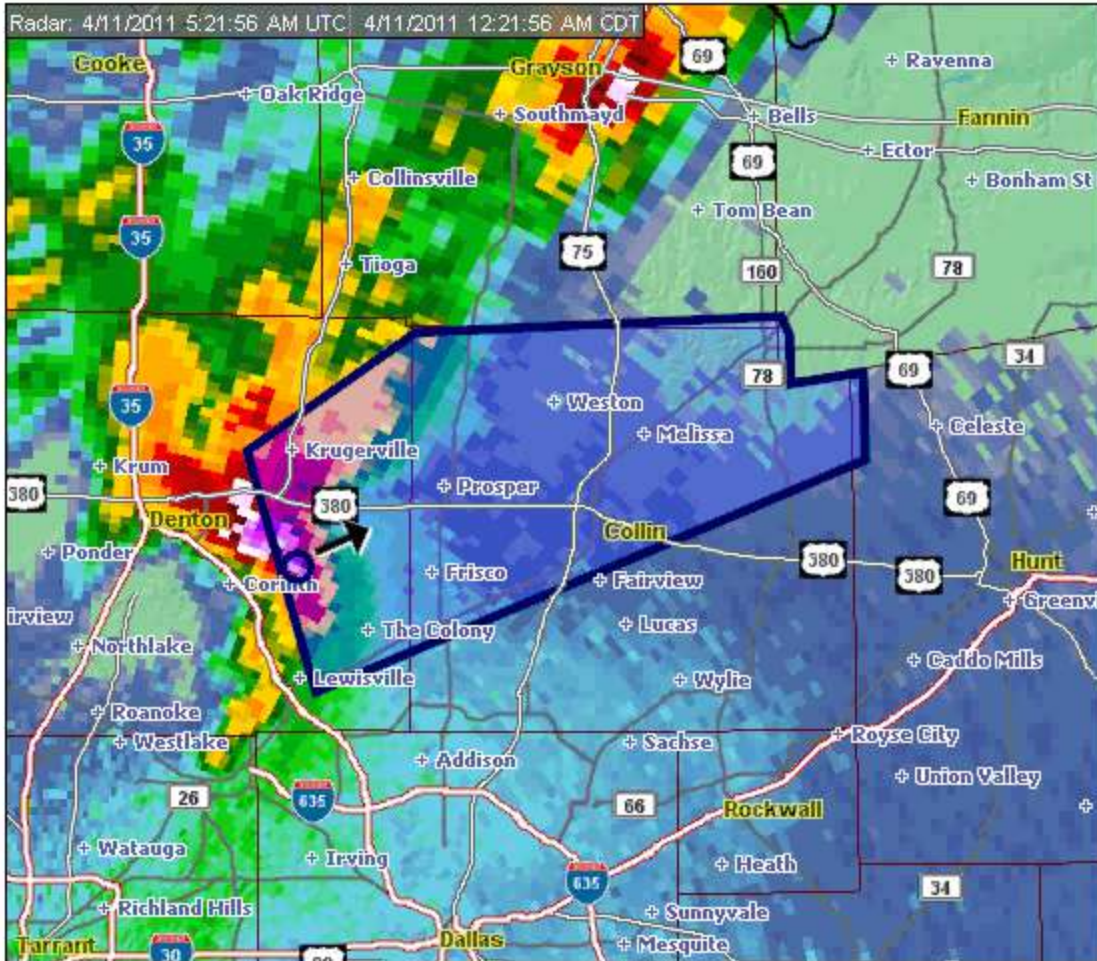 Radar: 4/11/2011 5:21:56 AM UTC 4/11/2011 12:21:56 AM CDT
Cooke
Grayson
69
+ Ravenna
+ Oak Ridge
+ Southmayd
+ Bells
Fannin
35
69
+ Ector
+ Collinsville
+ Bonham St
+ Tom Bean
35
75
+ Tioga
160
78
34
69
78
35
+ Weston
+ Melissa
+ Celeste
+ Krugerville
+ Krum
380
+ Prosper
380
69
Denton
Collin
+ Ponder
380
380
Hunt
+ Corinth
+ Frisco
+ Fairview
+ Greenvi
irview
+ The Colony
+ Lucas
+ Northlake
+ Caddo Mills
+ Lewisville
+ Wylie
+ Roanoke
+ Westlake
+ Sachse
+ Royse City
+ Addison
+ Union Valley
26
635
66
Rockwall
+ Watauga
+ Irving
+ Heath
635
34
+ Richland Hills
+ Sunnyvale
Tarrant
30
Dallas
+ Mesquite